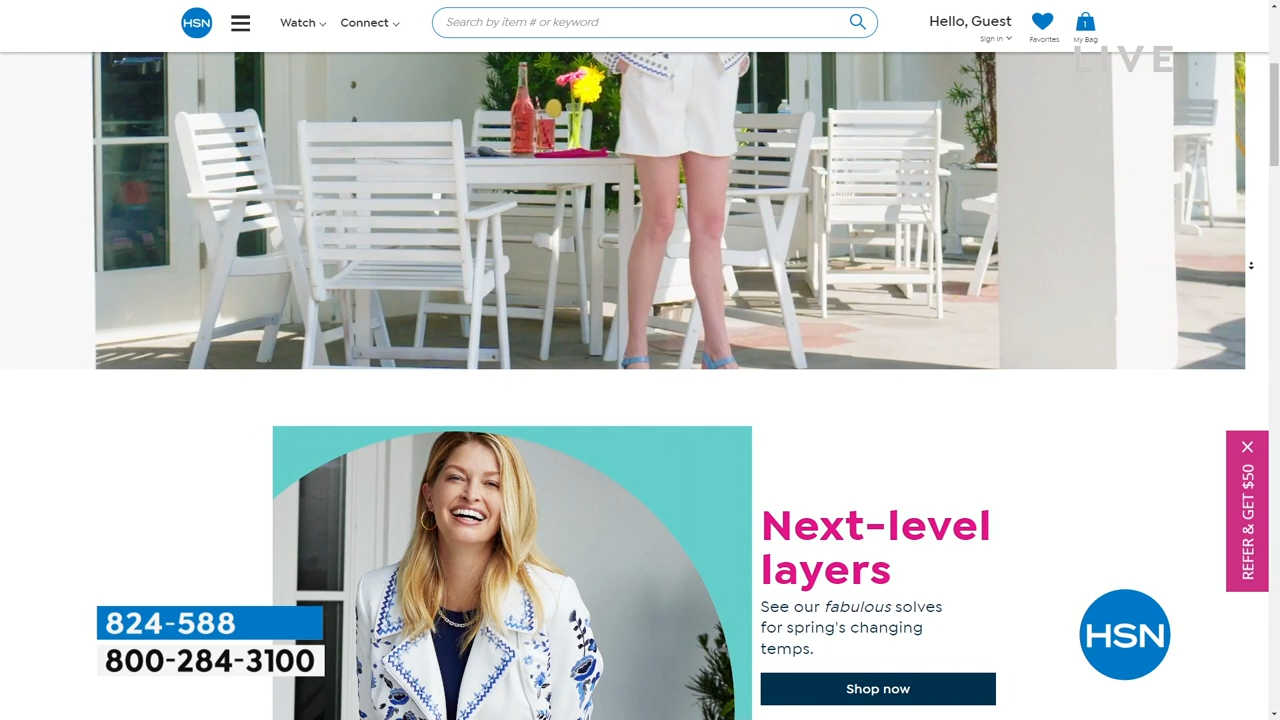 HSN
Watch
Connect
Search by item # or keyword
Hello, Guest
Sign In
Favorites
1
My Bag
LIVE
REFER & GET $50
Next-level
layers
See our fabulous solves
for spring's changing
temps.
Shop now
824-588
800-284-3100
HSN